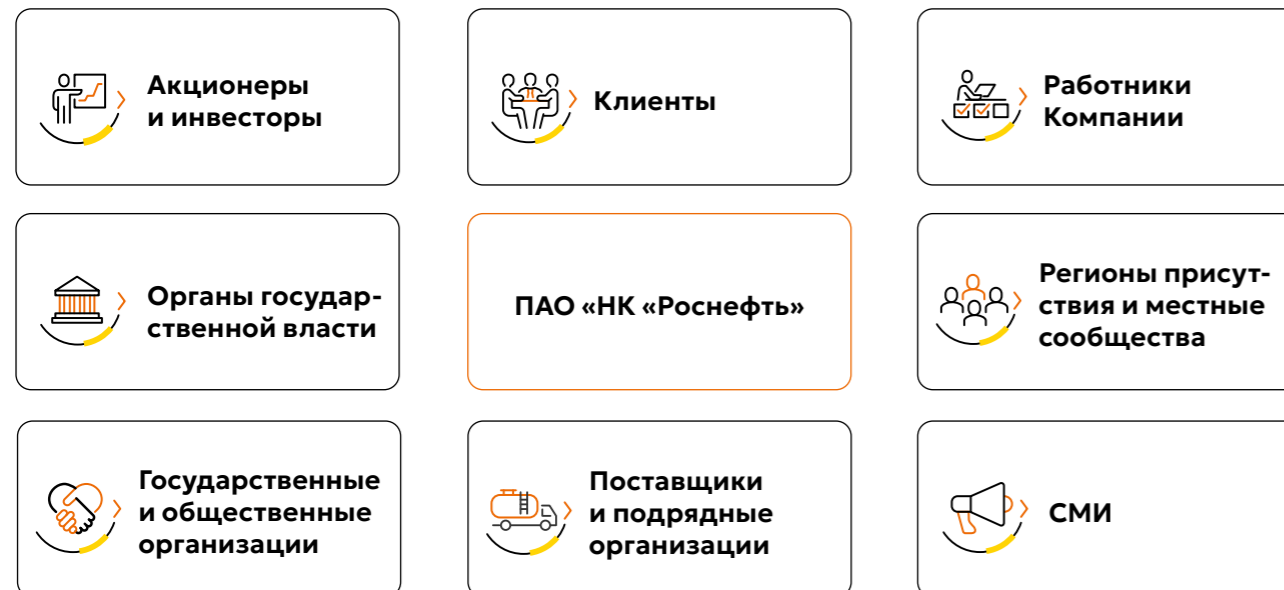 Акционеры
и инвесторы
Клиенты
Работники
Компании
Органы государ-
ственной власти
ПАО «НК «Роснефть»
Регионы присут-
ствия и местные
сообщества
Государственные
и общественные
организации
Поставщики
и подрядные
организации
СМИ